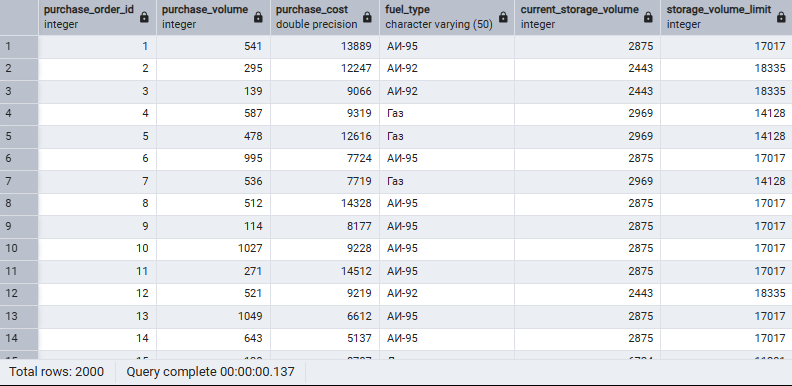 purchase_order_id purchase_volume purchase_cost fuel_type current_storage_volume storage_volume_limit
integer integer double precision character varying (50) integer integer
1 1 541 13889 АИ-95 2875 17017
2 2 295 12247 АИ-92 2443 18335
3 3 139 9066 АИ-92 2443 18335
4 4 587 9319 Газ 2969 14128
5 5 478 12616 Газ 2969 14128
6 6 995 7724 АИ-95 2875 17017
7 7 536 7719 Газ 2969 14128
8 8 512 14328 АИ-95 2875 17017
9 9 114 8177 АИ-95 2875 17017
10 10 1027 9228 АИ-95 2875 17017
11 11 271 14512 АИ-95 2875 17017
12 12 521 9219 АИ-92 2443 18335
13 13 1049 6612 АИ-95 2875 17017
14 14 643 5137 АИ-95 2875 17017
Total rows: 2000 Query complete 00:00:00.137